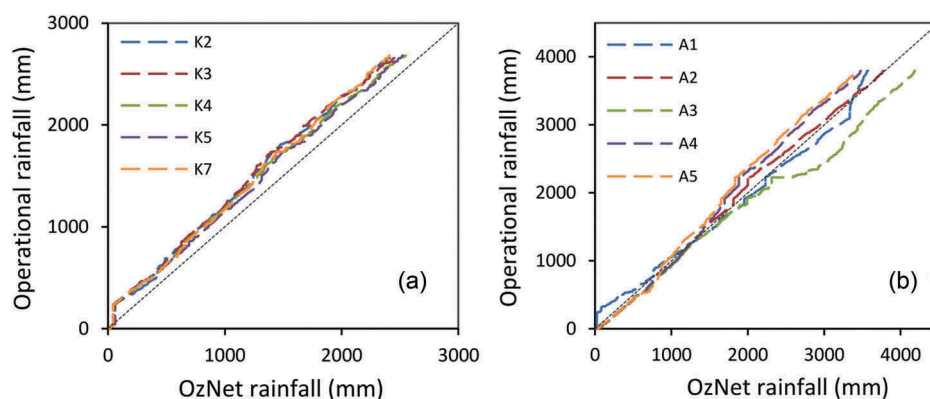 3000
2000
1000
0
Operational rainfall (mm)
K2
K3
K4
K5
K7
(a)
0 1000 2000 3000
OzNet rainfall (mm)
4000
3000
2000
1000
0
Operational rainfall (mm)
A1
A2
A3
A4
A5
(b)
0 1000 2000 3000 4000
OzNet rainfall (mm)